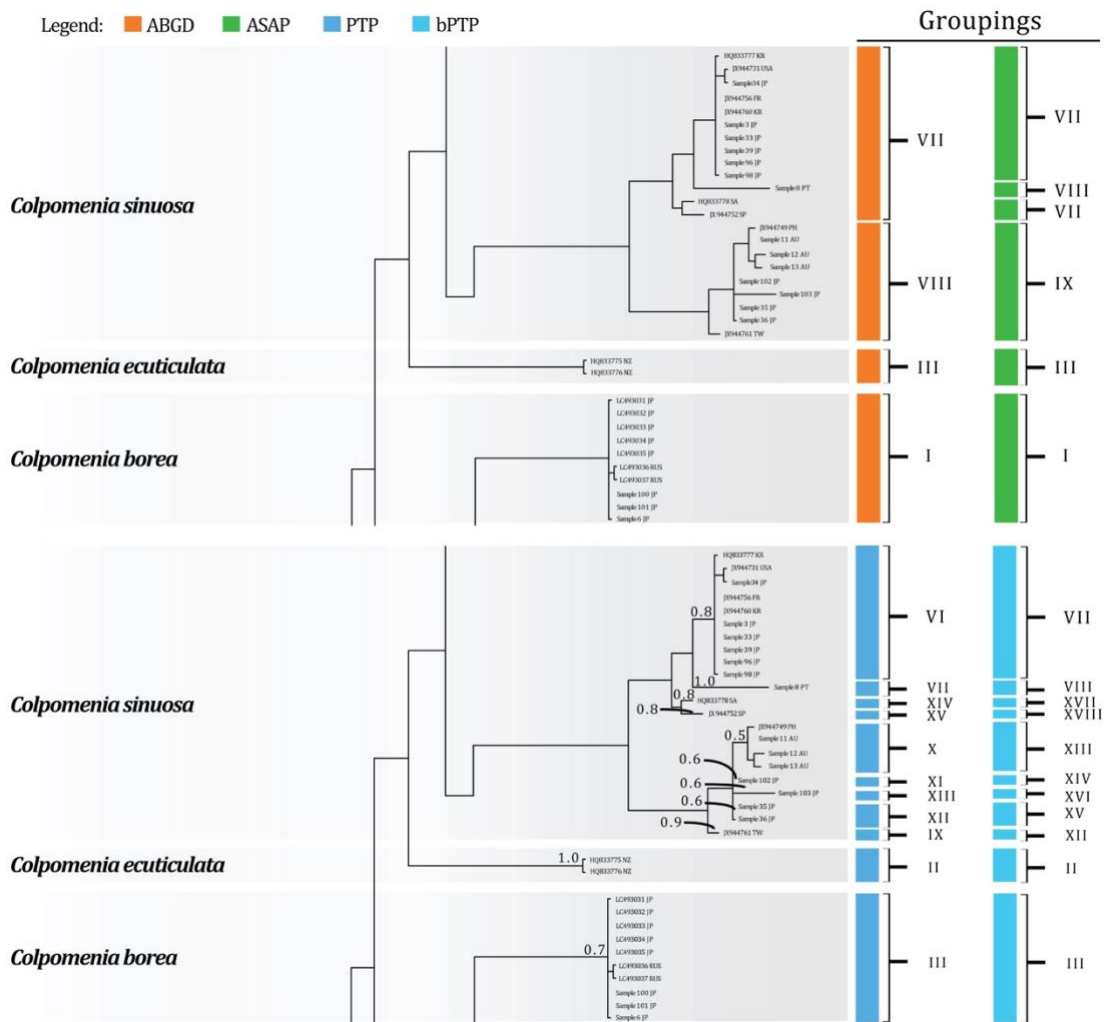 Legend: ABGD ASAP PTP bPTP
Groupings
HQ833777 KR
JX944731 USA
Sample34 JP
JX944756 FR
JX944760 KR
Sample 3 JP
Sample 33 JP
Sample 39 JP
Sample 96 JP
Sample 98 JP
Sample 8 PT
HQ833778 SA
JX 944752 SP
JX944749 PH
Sample 11 AU
Sample 12 AU
Sample 13 AU
Sample 102 JP
Sample 103 JP
Sample 35 JP
Sample 36 JP
JX944761 TW
Colpomenia sinuosa
VII
VIII
VII
VIII
VII
IX
Colpomenia ecuticulata
HQ833775 NZ
HQ833776 NZ
III
III
Colpomenia borea
LC493031 JP
LC493032 JP
LC493033 JP
LC493034 JP
LC493035 JP
LC493036 RUS
LC493037 RUS
Sample 100 JP
Sample 101 JP
Sample 6 JP
I
I
HQ833777 KR
JX944731 USA
Sample34 JP
JX944756 FR
JX944760 KR
0.8
Sample 3 JP
Sample 33 JP
Sample 39 JP
Sample 96 JP
Sample 98 JP
1.0
Sample 8 PT
0.8
HQ833778 SA
0.8
JX 944752 SP
Colpomenia sinuosa
JX944749 PH
0.5
Sample 11 AU
Sample 12 AU
0.6
Sample 13 AU
0.6
Sample 102 JP
Sample 103 JP
0.6
Sample 35 JP
0.9
Sample 36 JP
JX944761 TW
VI
VII
XIV
XV
X
XI
XIII
XII
IX
VII
VIII
XVII
XVIII
XIII
XIV
XVI
XV
XII
Colpomenia ecuticulata
1.0
HQ833775 NZ
HQ833776 NZ
II
II
Colpomenia borea
LC493031 JP
LC493032 JP
LC493033 JP
LC493034 JP
0.7
LC493035 JP
LC493036 RUS
LC493037 RUS
Sample 100 JP
Sample 101 JP
Sample 6 JP
III
III